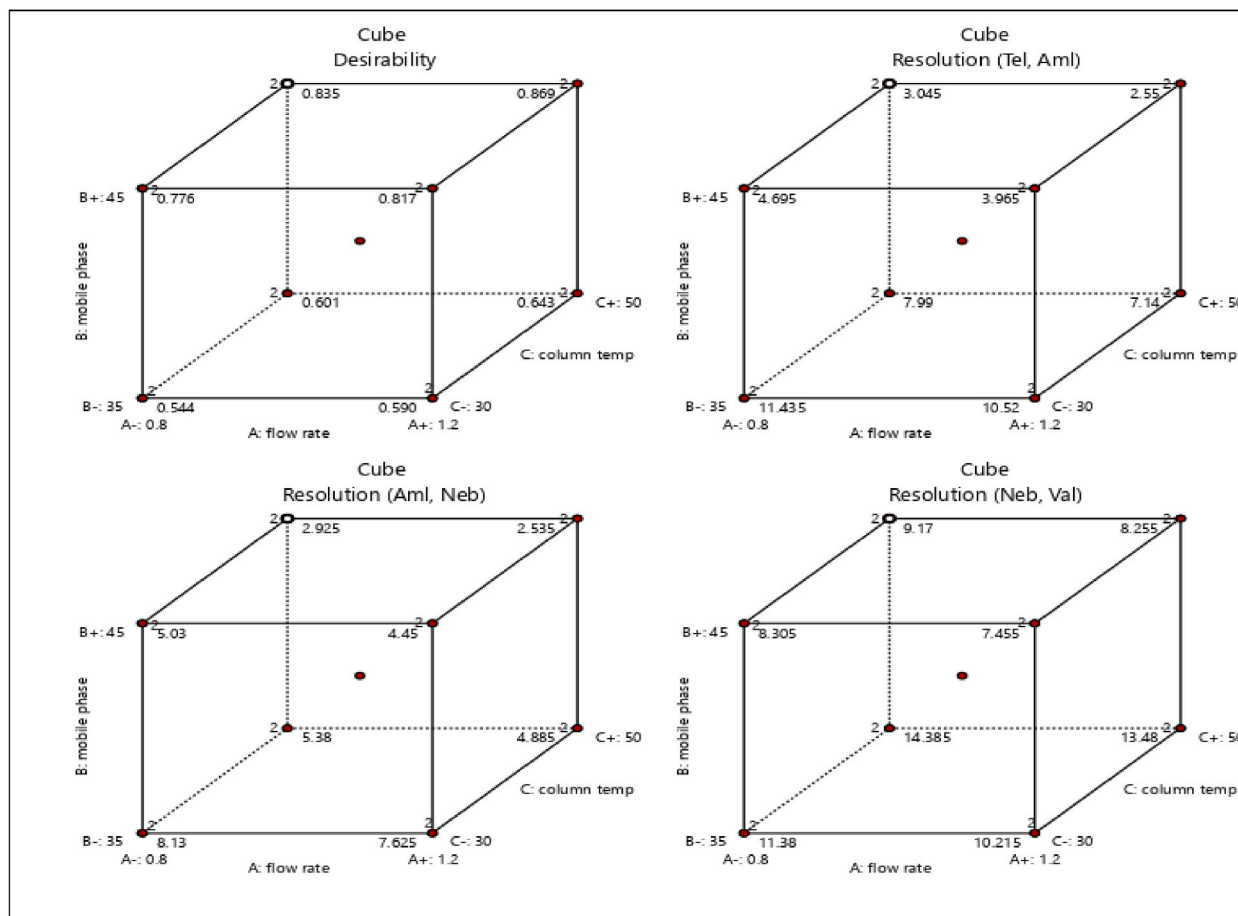 Cube
Desirability
2
0.835
2
0.869
B+: 45
2
0.776
2
0.817
B: mobile phase
2
0.601
2
0.643
C+: 50
C: column temp
B-: 35
2
0.544
2
0.590
C-: 30
A-: 0.8
A: flow rate
A+: 1.2
Cube
Resolution (Tel, Aml)
2
3.045
2
2.55
B+: 45
2
4.695
2
3.965
B: mobile phase
2
7.99
2
7.14
C+: 50
C: column temp
B-: 35
2
11.435
2
10.52
C-: 30
A-: 0.8
A: flow rate
A+: 1.2
Cube
Resolution (Aml, Neb)
2
2.925
2
2.535
B+: 45
2
5.03
2
4.45
B: mobile phase
2
5.38
2
4.885
C+: 50
C: column temp
B-: 35
2
8.13
2
7.625
C-: 30
A-: 0.8
A: flow rate
A+: 1.2
Cube
Resolution (Neb, Val)
2
9.17
2
8.255
B+: 45
2
8.305
2
7.455
B: mobile phase
2
14.385
2
13.48
C+: 50
C: column temp
B-: 35
2
11.38
2
10.215
C-: 30
A-: 0.8
A: flow rate
A+: 1.2